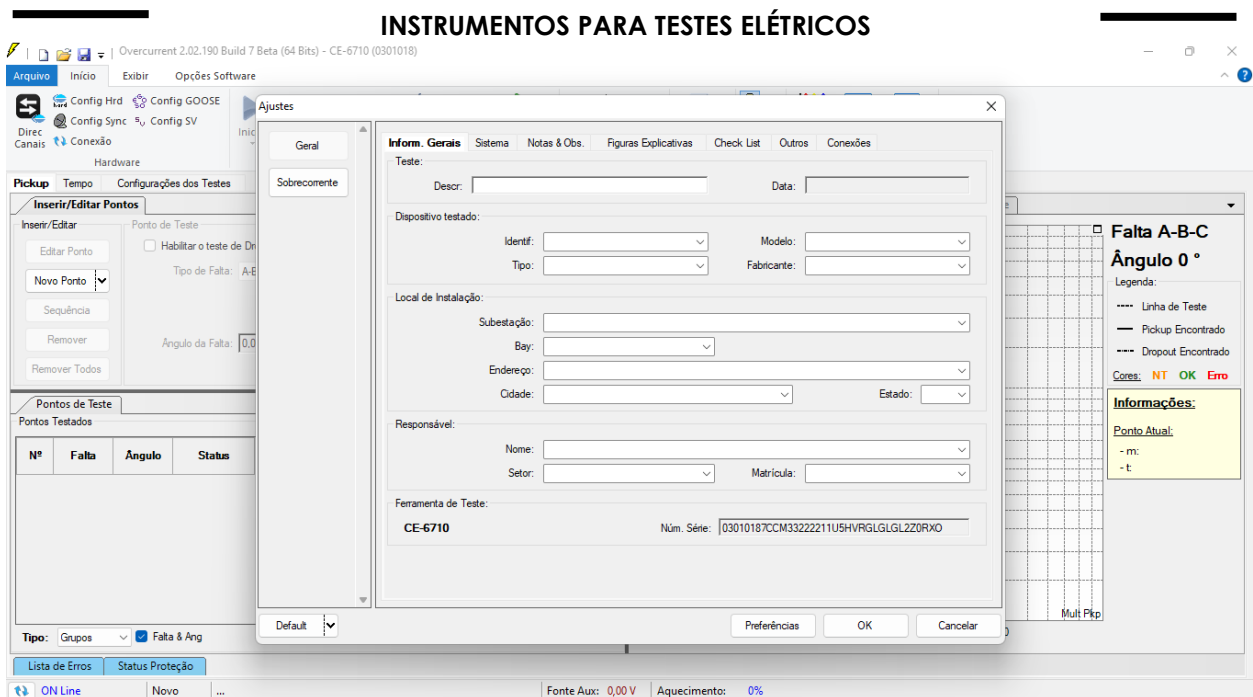 INSTRUMENTOS PARA TESTES ELÉTRICOS
Overcurrent 2.02.190 Build 7 Beta (64 Bits) - CE-6710 (0301018)
Arquivo Início Exibir Opções Software
Direc Canais
Config Hrd Config GOOSE
Config Sync Config SV
Conexão
Inic
Hardware
Pickup Tempo Configurações dos Testes
Inserir/Editar Pontos
Inserir/Editar Ponto de Teste
Editar Ponto
Habilitar o teste de Dr
Novo Ponto
Tipo de Falta: A-B
Sequência
Remover
Ângulo da Falta: 0,0
Remover Todos
Pontos de Teste
Pontos Testados
Nº Falta Ângulo Status
Tipo: Grupos Falta & Ang
Lista de Erros Status Proteção
ON Line Novo ... Fonte Aux: 0,00 V Aquecimento: 0%
Ajustes
Geral
Sobrecorrente
Inform. Gerais Sistema Notas & Obs. Figuras Explicativas Check List Outros Conexões
Teste:
Descr: Data:
Dispositivo testado:
Identif: Modelo:
Tipo: Fabricante:
Local de Instalação:
Subestação:
Bay:
Endereço:
Cidade: Estado:
Responsável:
Nome:
Setor: Matrícula:
Ferramenta de Teste:
CE-6710 Núm. Série: 03010187CCM33222211U5HVRGLGLGL2Z0RXO
Default Preferências OK Cancelar
Falta A-B-C
Ângulo 0 °
Legenda:
Linha de Teste
Pickup Encontrado
Dropout Encontrado
Cores: NT OK Erro
Informações:
Ponto Atual:
- m:
- t:
Mult Pkp